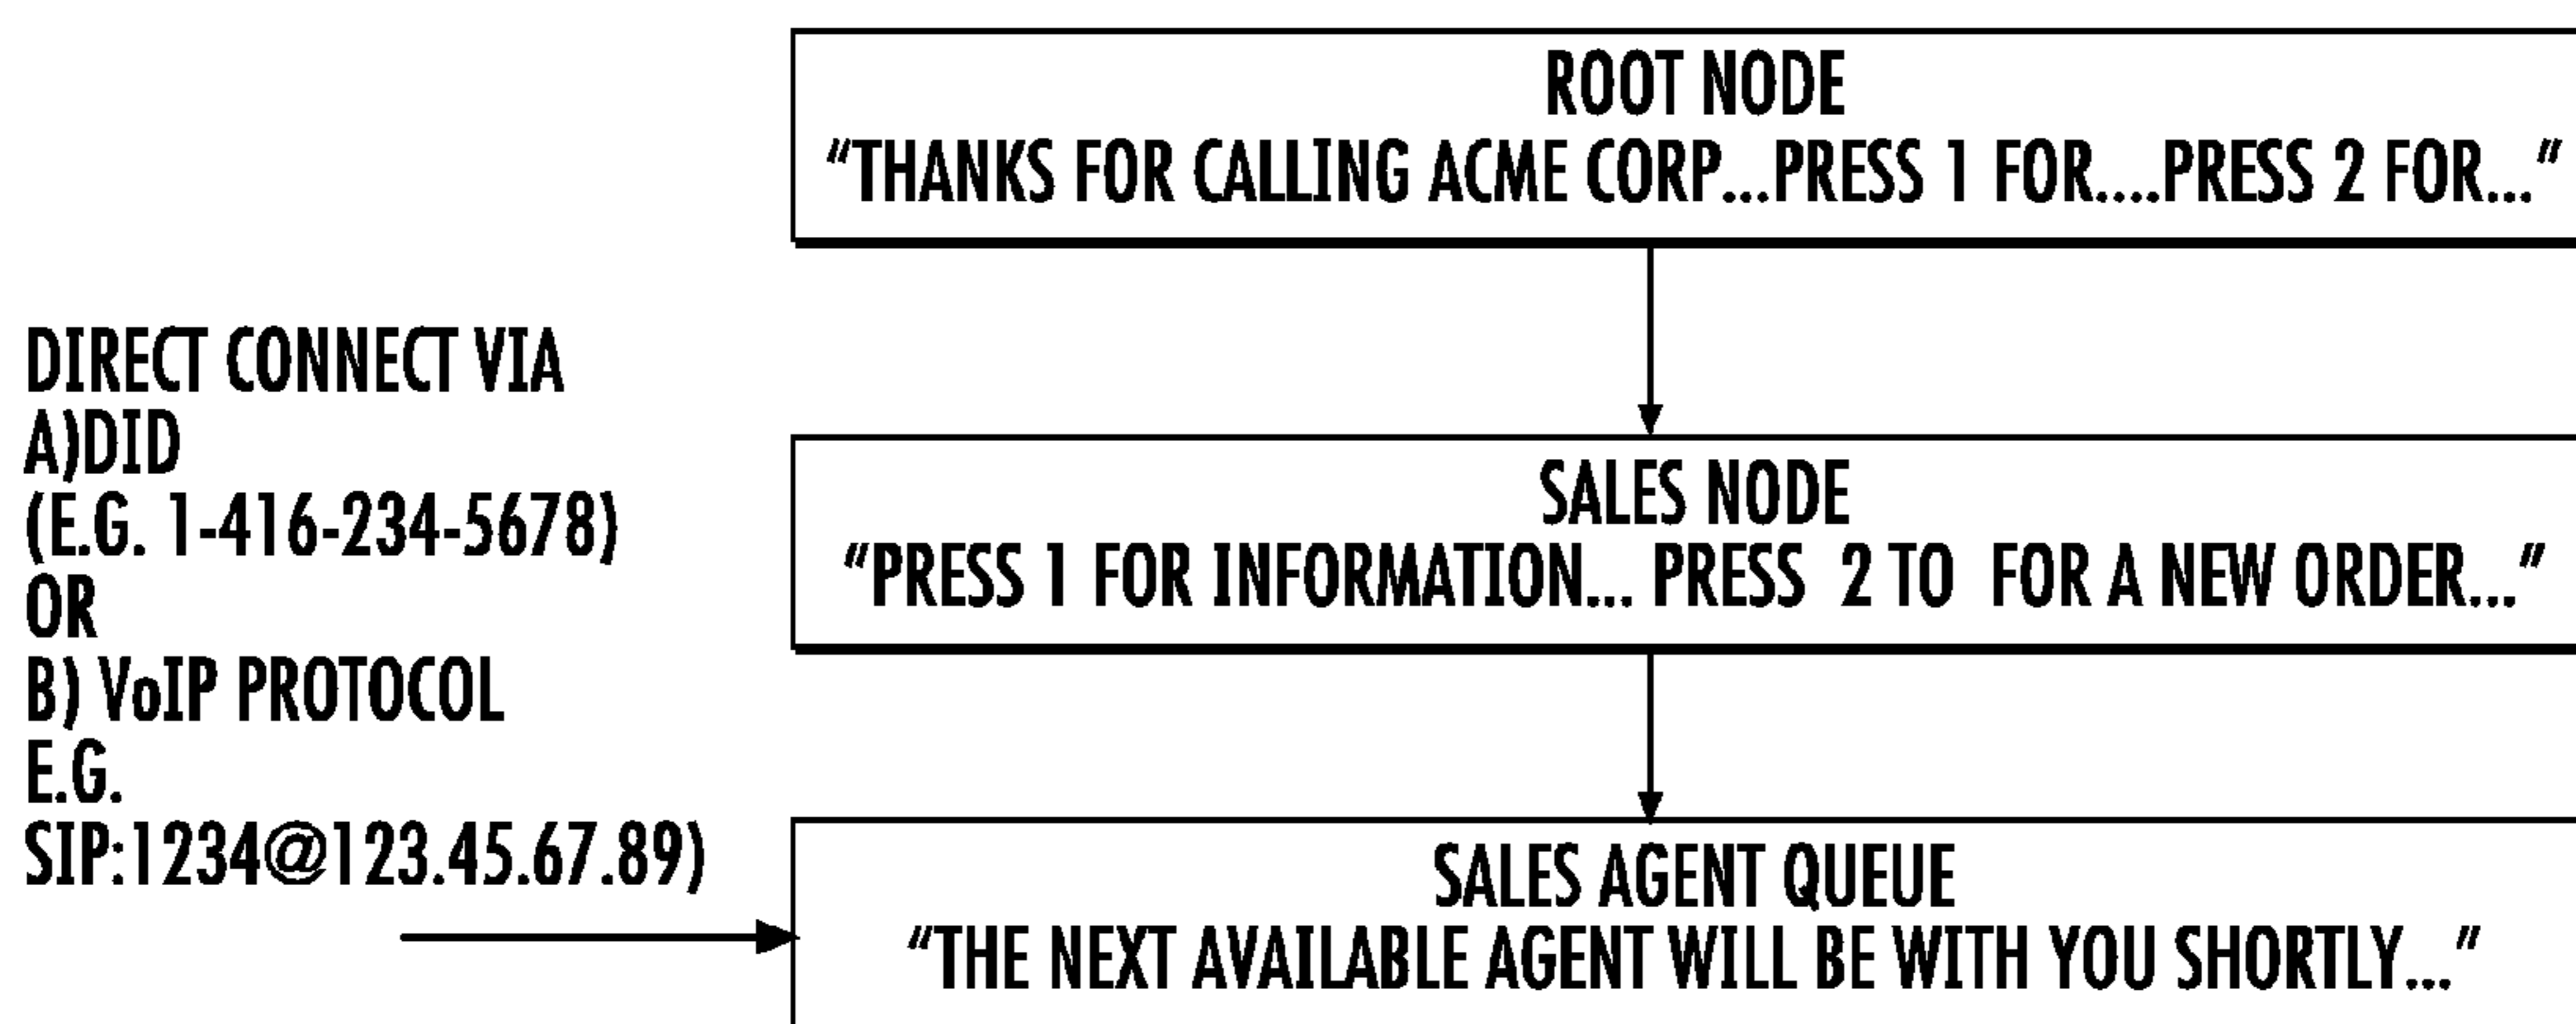 ROOT NODE
"THANKS FOR CALLING ACME CORP...PRESS 1 FOR....PRESS 2 FOR..."
DIRECT CONNECT VIA
A)DID
(E.G. 1-416-234-5678)
OR
B) VoIP PROTOCOL
E.G.
SIP:1234@123.45.67.89)
SALES NODE
"PRESS 1 FOR INFORMATION... PRESS 2 TO FOR A NEW ORDER..."
SALES AGENT QUEUE
"THE NEXT AVAILABLE AGENT WILL BE WITH YOU SHORTLY..."